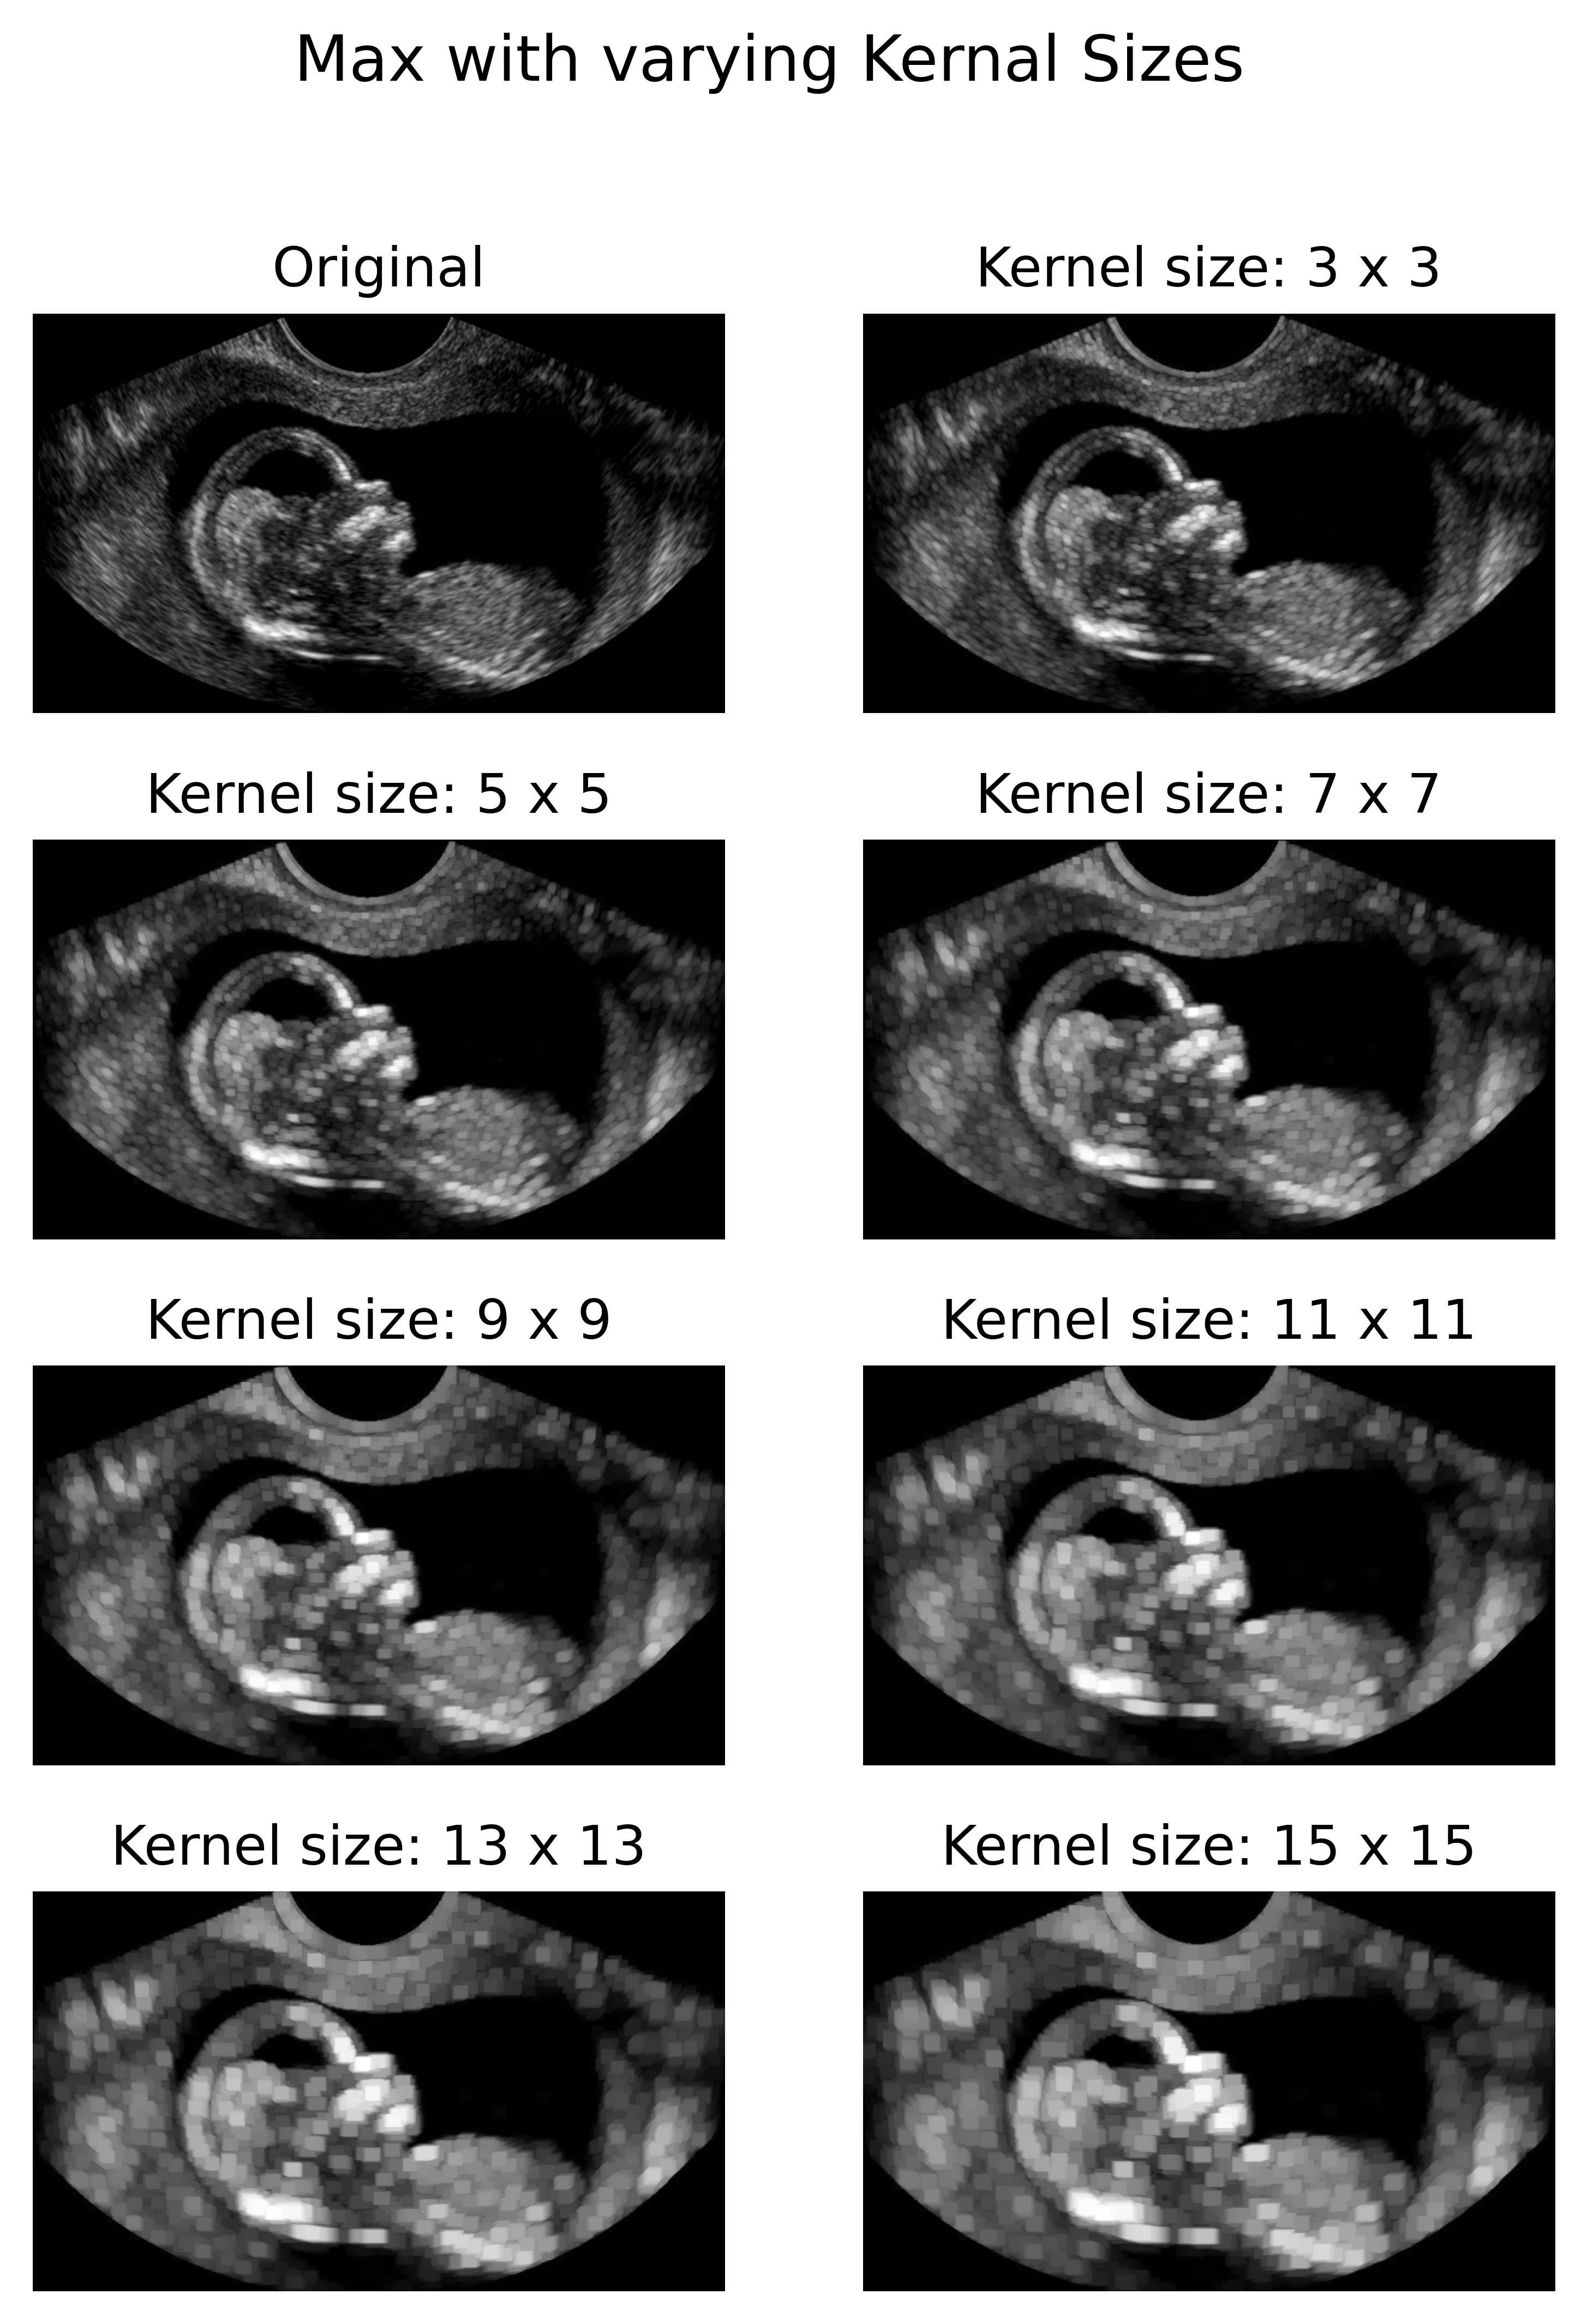 Max with varying Kernal Sizes
Original
Kernel size: 3 x 3
Kernel size: 5 x 5
Kernel size: 7 x 7
Kernel size: 9 x 9
Kernel size: 11 x 11
Kernel size: 13 x 13
Kernel size: 15 x 15